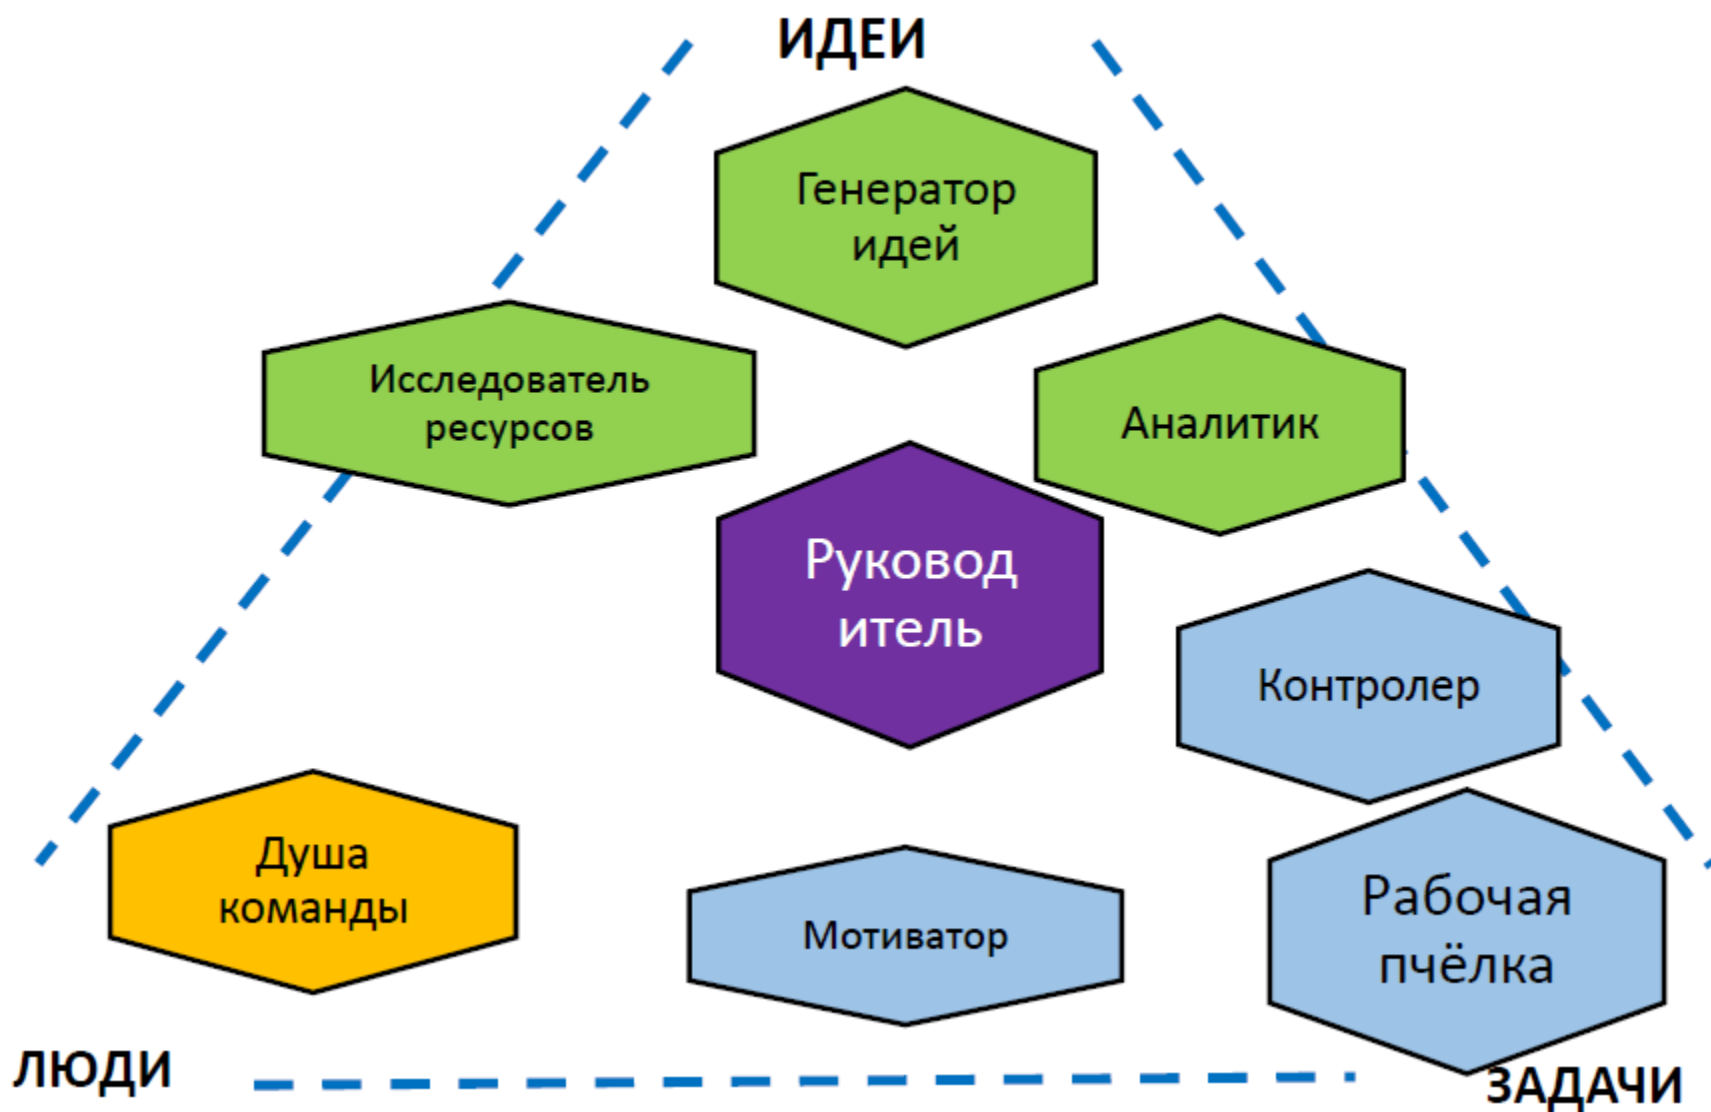 ИДЕИ
Генератор
идей
Исследователь
ресурсов
Аналитик
Руковод
итель
Контролер
Душа
команды
Мотиватор
Рабочая
пчёлка
ЛЮДИ
ЗАДАЧИ